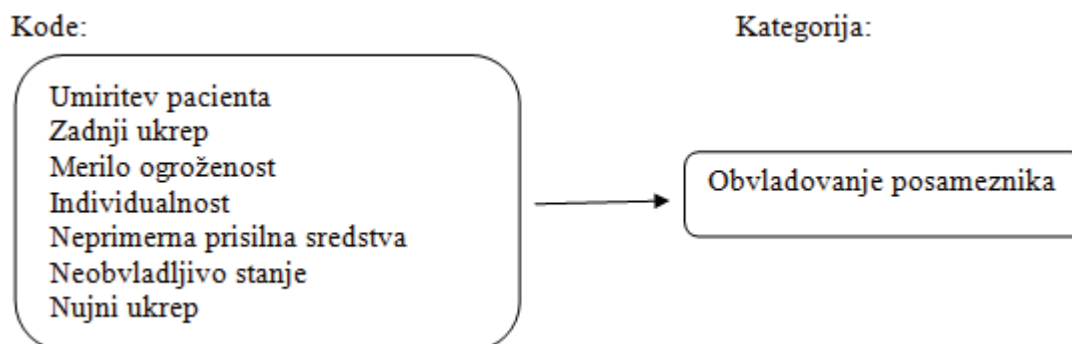 Kode:
Kategorija:
Umiritev pacienta
Zadnji ukrep
Merilo ogroženost
Individualnost
Neprimerna prisilna sredstva
Neobvladljivo stanje
Nujni ukrep
Obvladovanje posameznika